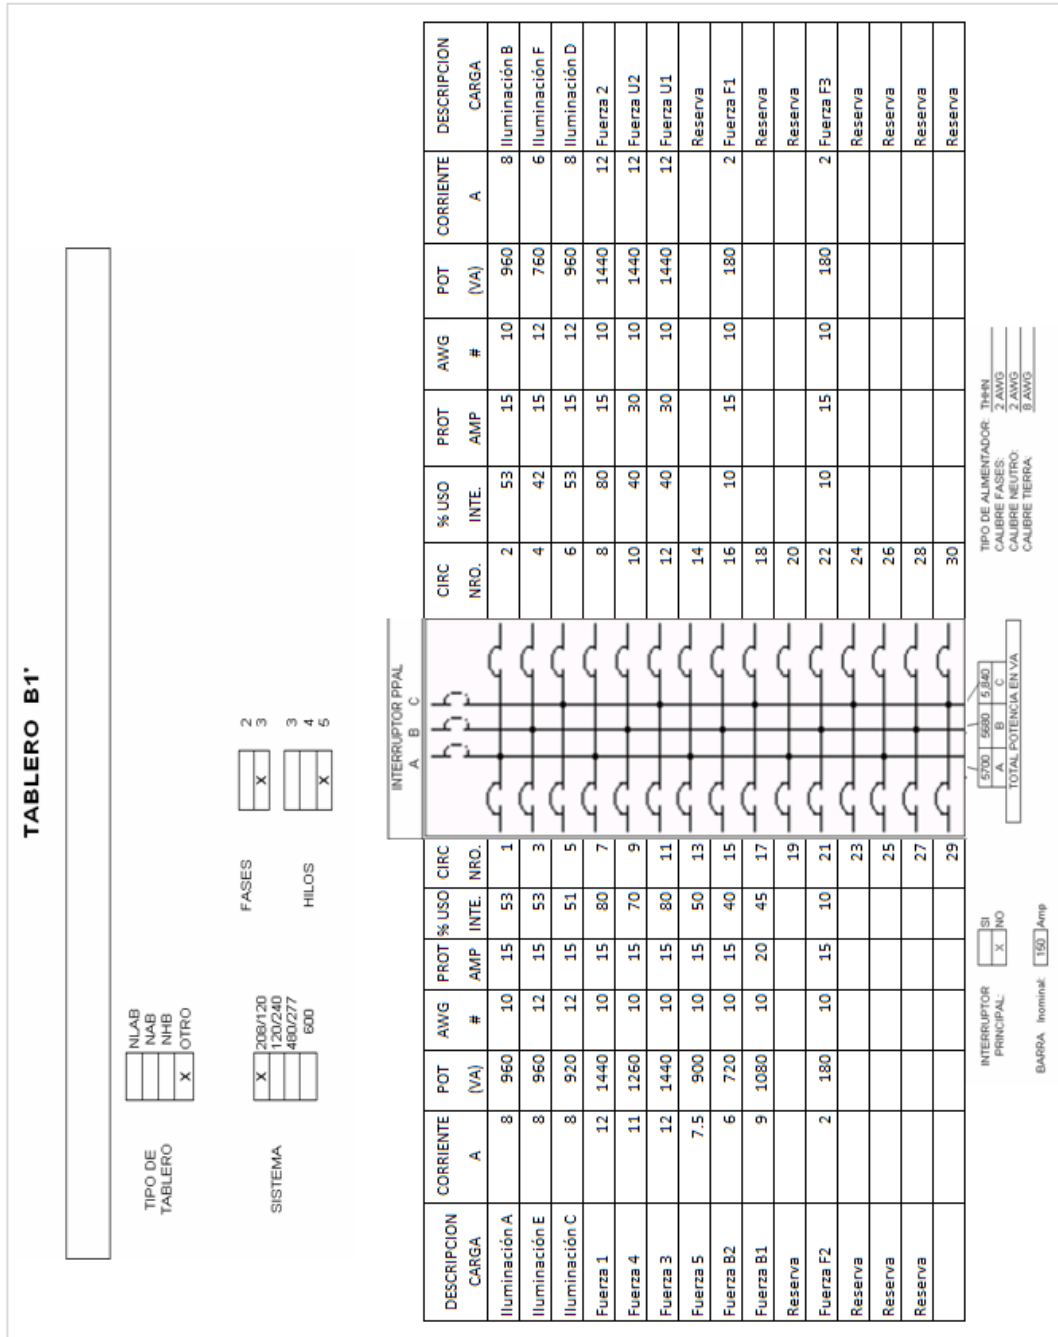 TABLERO B1'
TIPO DE
TABLERO
NLAB
NAB
NHB
X OTRO
SISTEMA
X 208/120
120/240
480/277
600
FASES
2
X 3
HILOS
3
4
X 5
INTERRUPTOR PPAL
A B C
DESCRIPCION CORRIENTE POT AWG PROT % USO CIRC CIRC % USO PROT AWG POT CORRIENTE DESCRIPCION
CARGA A (VA) # AMP INTE. NRO. NRO. INTE. AMP # (VA) A CARGA
Iluminación A 8 960 10 15 53 1 2 53 15 10 960 8 Iluminación B
Iluminación E 8 960 12 15 53 3 4 42 15 12 760 6 Iluminación F
Iluminación C 8 920 12 15 51 5 6 53 15 12 960 8 Iluminación D
Fuerza 1 12 1440 10 15 80 7 8 80 15 10 1440 12 Fuerza 2
Fuerza 4 11 1260 10 15 70 9 10 40 30 10 1440 12 Fuerza U2
Fuerza 3 12 1440 10 15 80 11 12 40 30 10 1440 12 Fuerza U1
Fuerza 5 7.5 900 10 15 50 13 14 Reserva
Fuerza B2 6 720 10 15 40 15 16 10 15 10 180 2 Fuerza F1
Fuerza B1 9 1080 10 20 45 17 18 Reserva
Reserva 19 20 Reserva
Fuerza F2 2 180 10 15 10 21 22 10 15 10 180 2 Fuerza F3
Reserva 23 24 Reserva
Reserva 25 26 Reserva
Reserva 27 28 Reserva
29 30 Reserva
INTERRUPTOR
PRINCIPAL:
SI
X NO
BARRA Inominal: 150 Amp
5700 5680 5,840
A B C
TOTAL POTENCIA EN VA
TIPO DE ALIMENTADOR: THHN
CALIBRE FASES: 2 AWG
CALIBRE NEUTRO: 2 AWG
CALIBRE TIERRA: 8 AWG